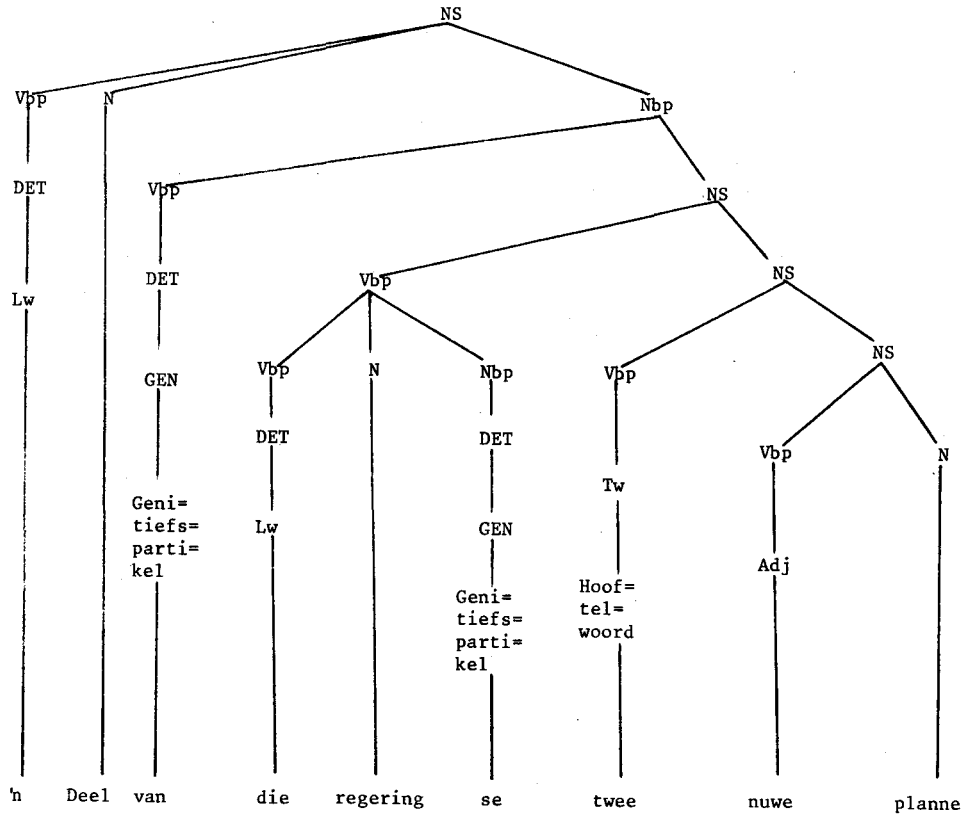 NS
Vbp N Nbp
DET Vbp NS
DET Vbp NS
Lw
NS
Vbp N Nbp Vbp
GEN
DET DET
Vbp N
Tw
Geni=
tiefs=
parti=
kel
Lw GEN
Adj
Geni=
tiefs=
parti=
kel
Hoof=
tel=
woord
'n Deel van die regering se twee nuwe planne